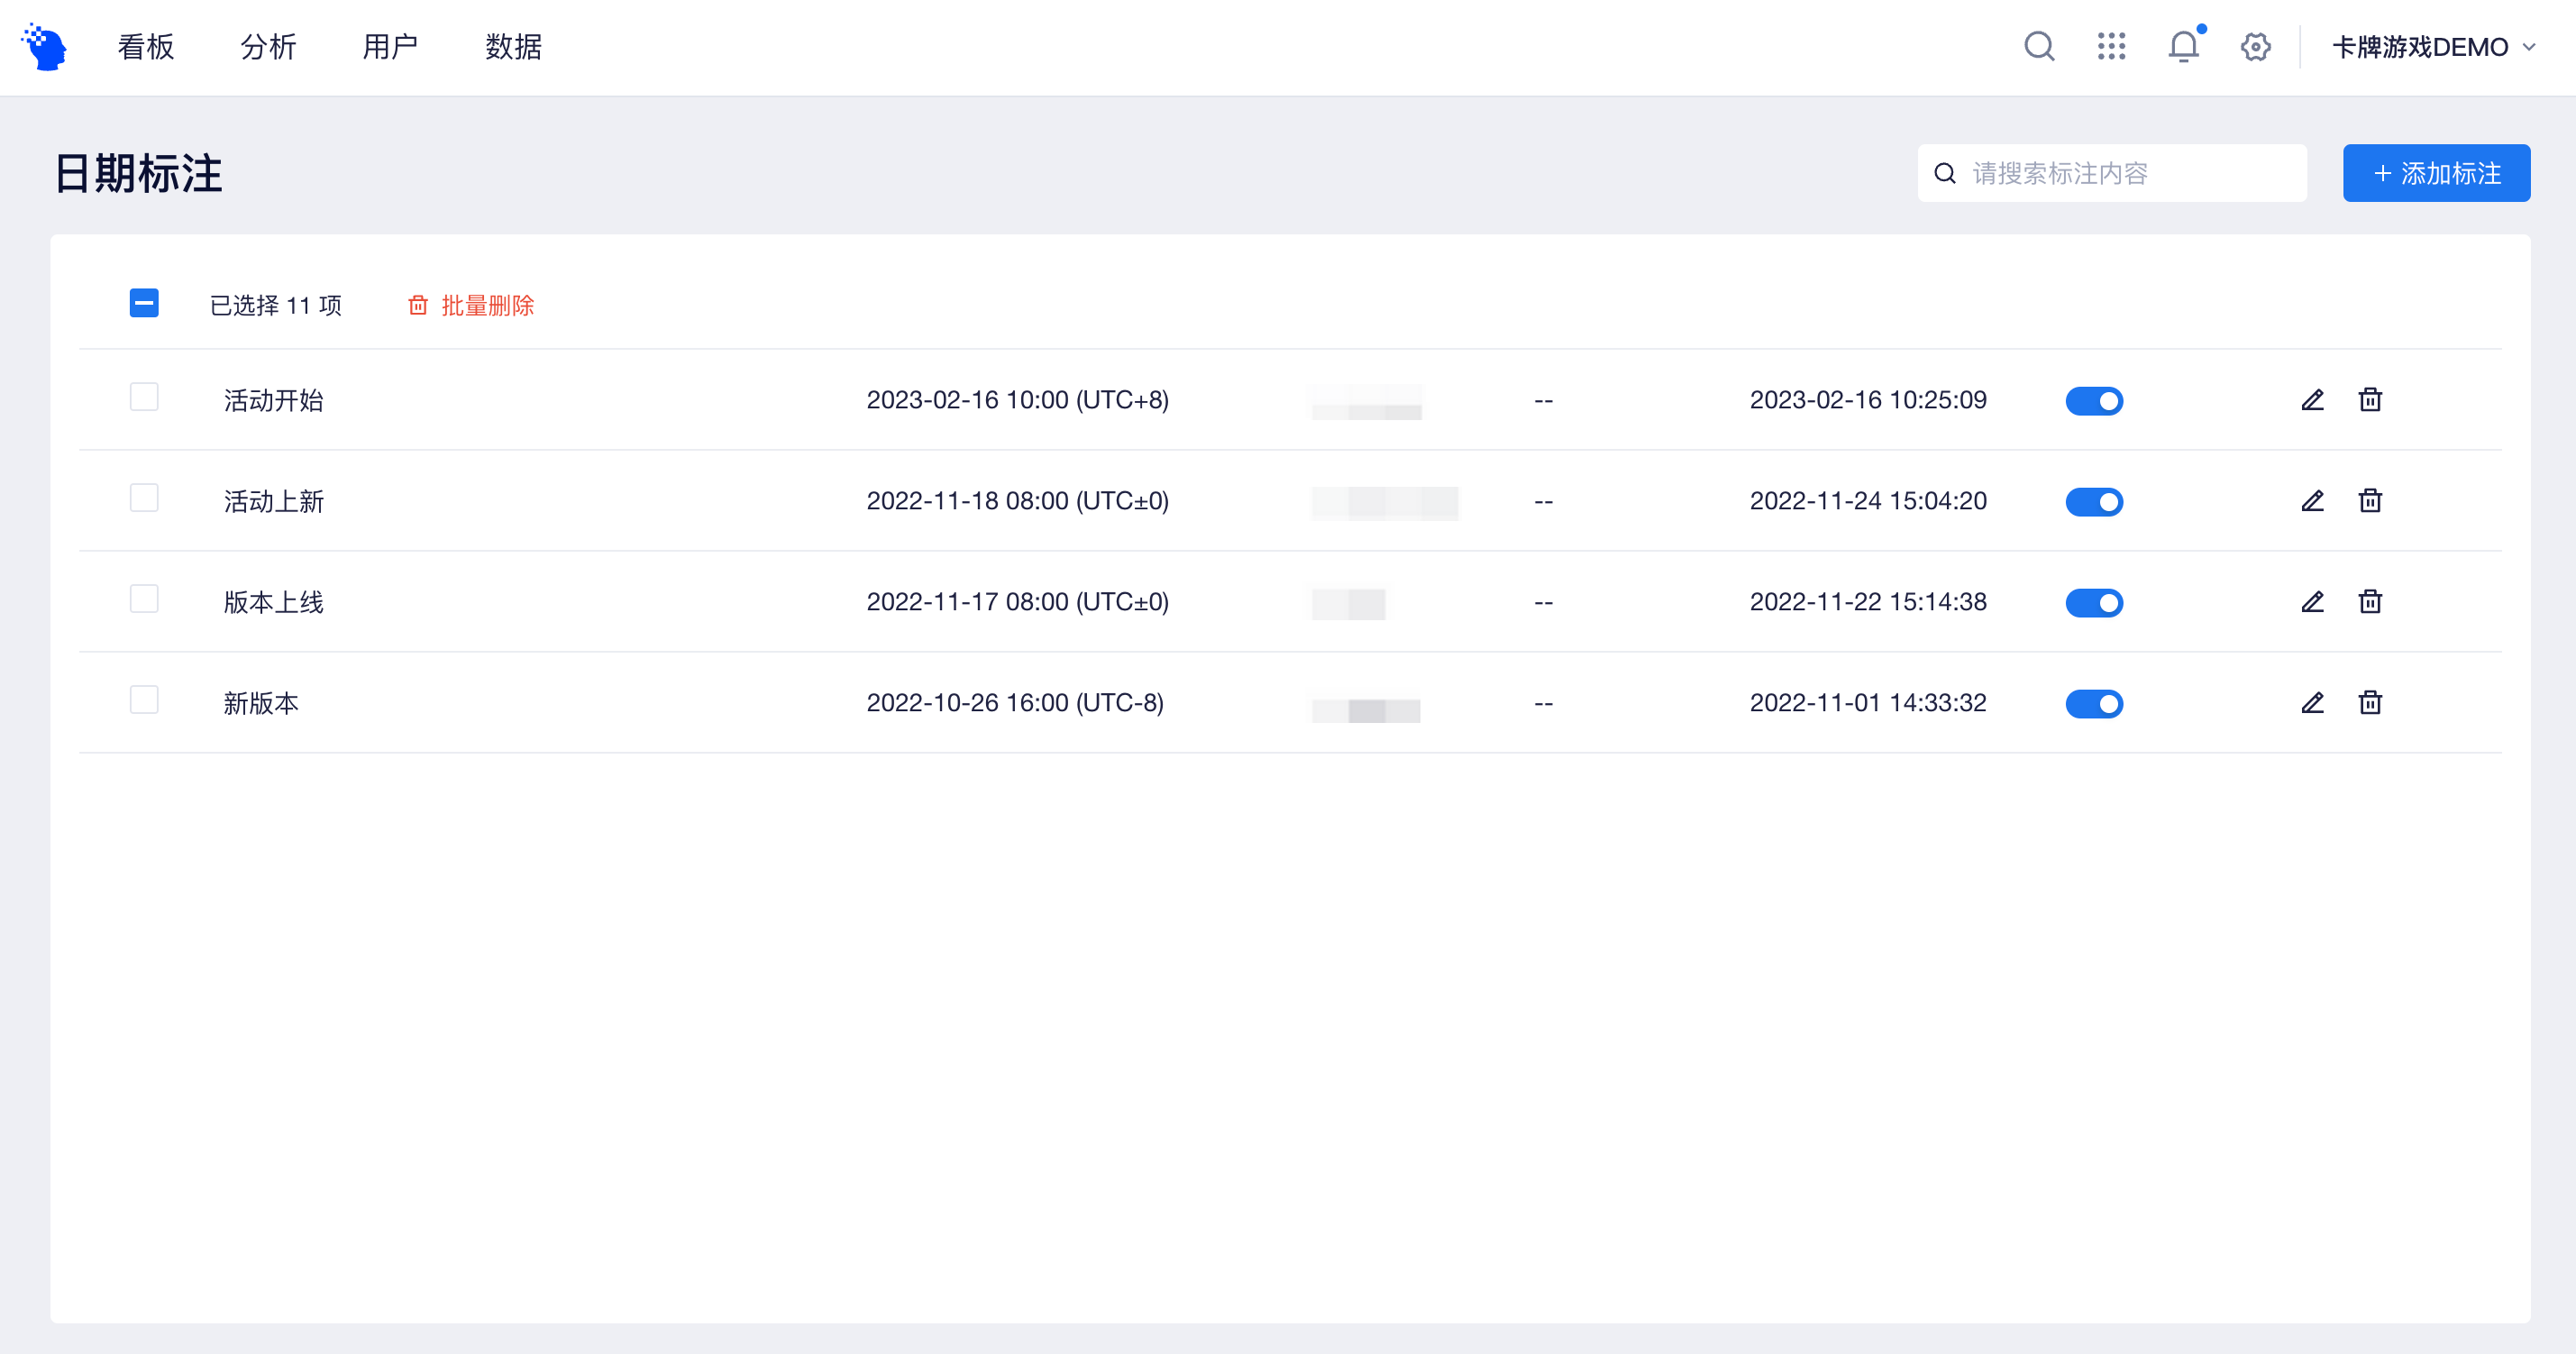 看板 分析 用户 数据 卡牌游戏DEMO
日期标注 请搜索标注内容 + 添加标注
已选择 11 项 批量删除
活动开始 2023-02-16 10:00 (UTC+8) -- 2023-02-16 10:25:09
活动上新 2022-11-18 08:00 (UTC±0) -- 2022-11-24 15:04:20
版本上线 2022-11-17 08:00 (UTC±0) -- 2022-11-22 15:14:38
新版本 2022-10-26 16:00 (UTC-8) -- 2022-11-01 14:33:32